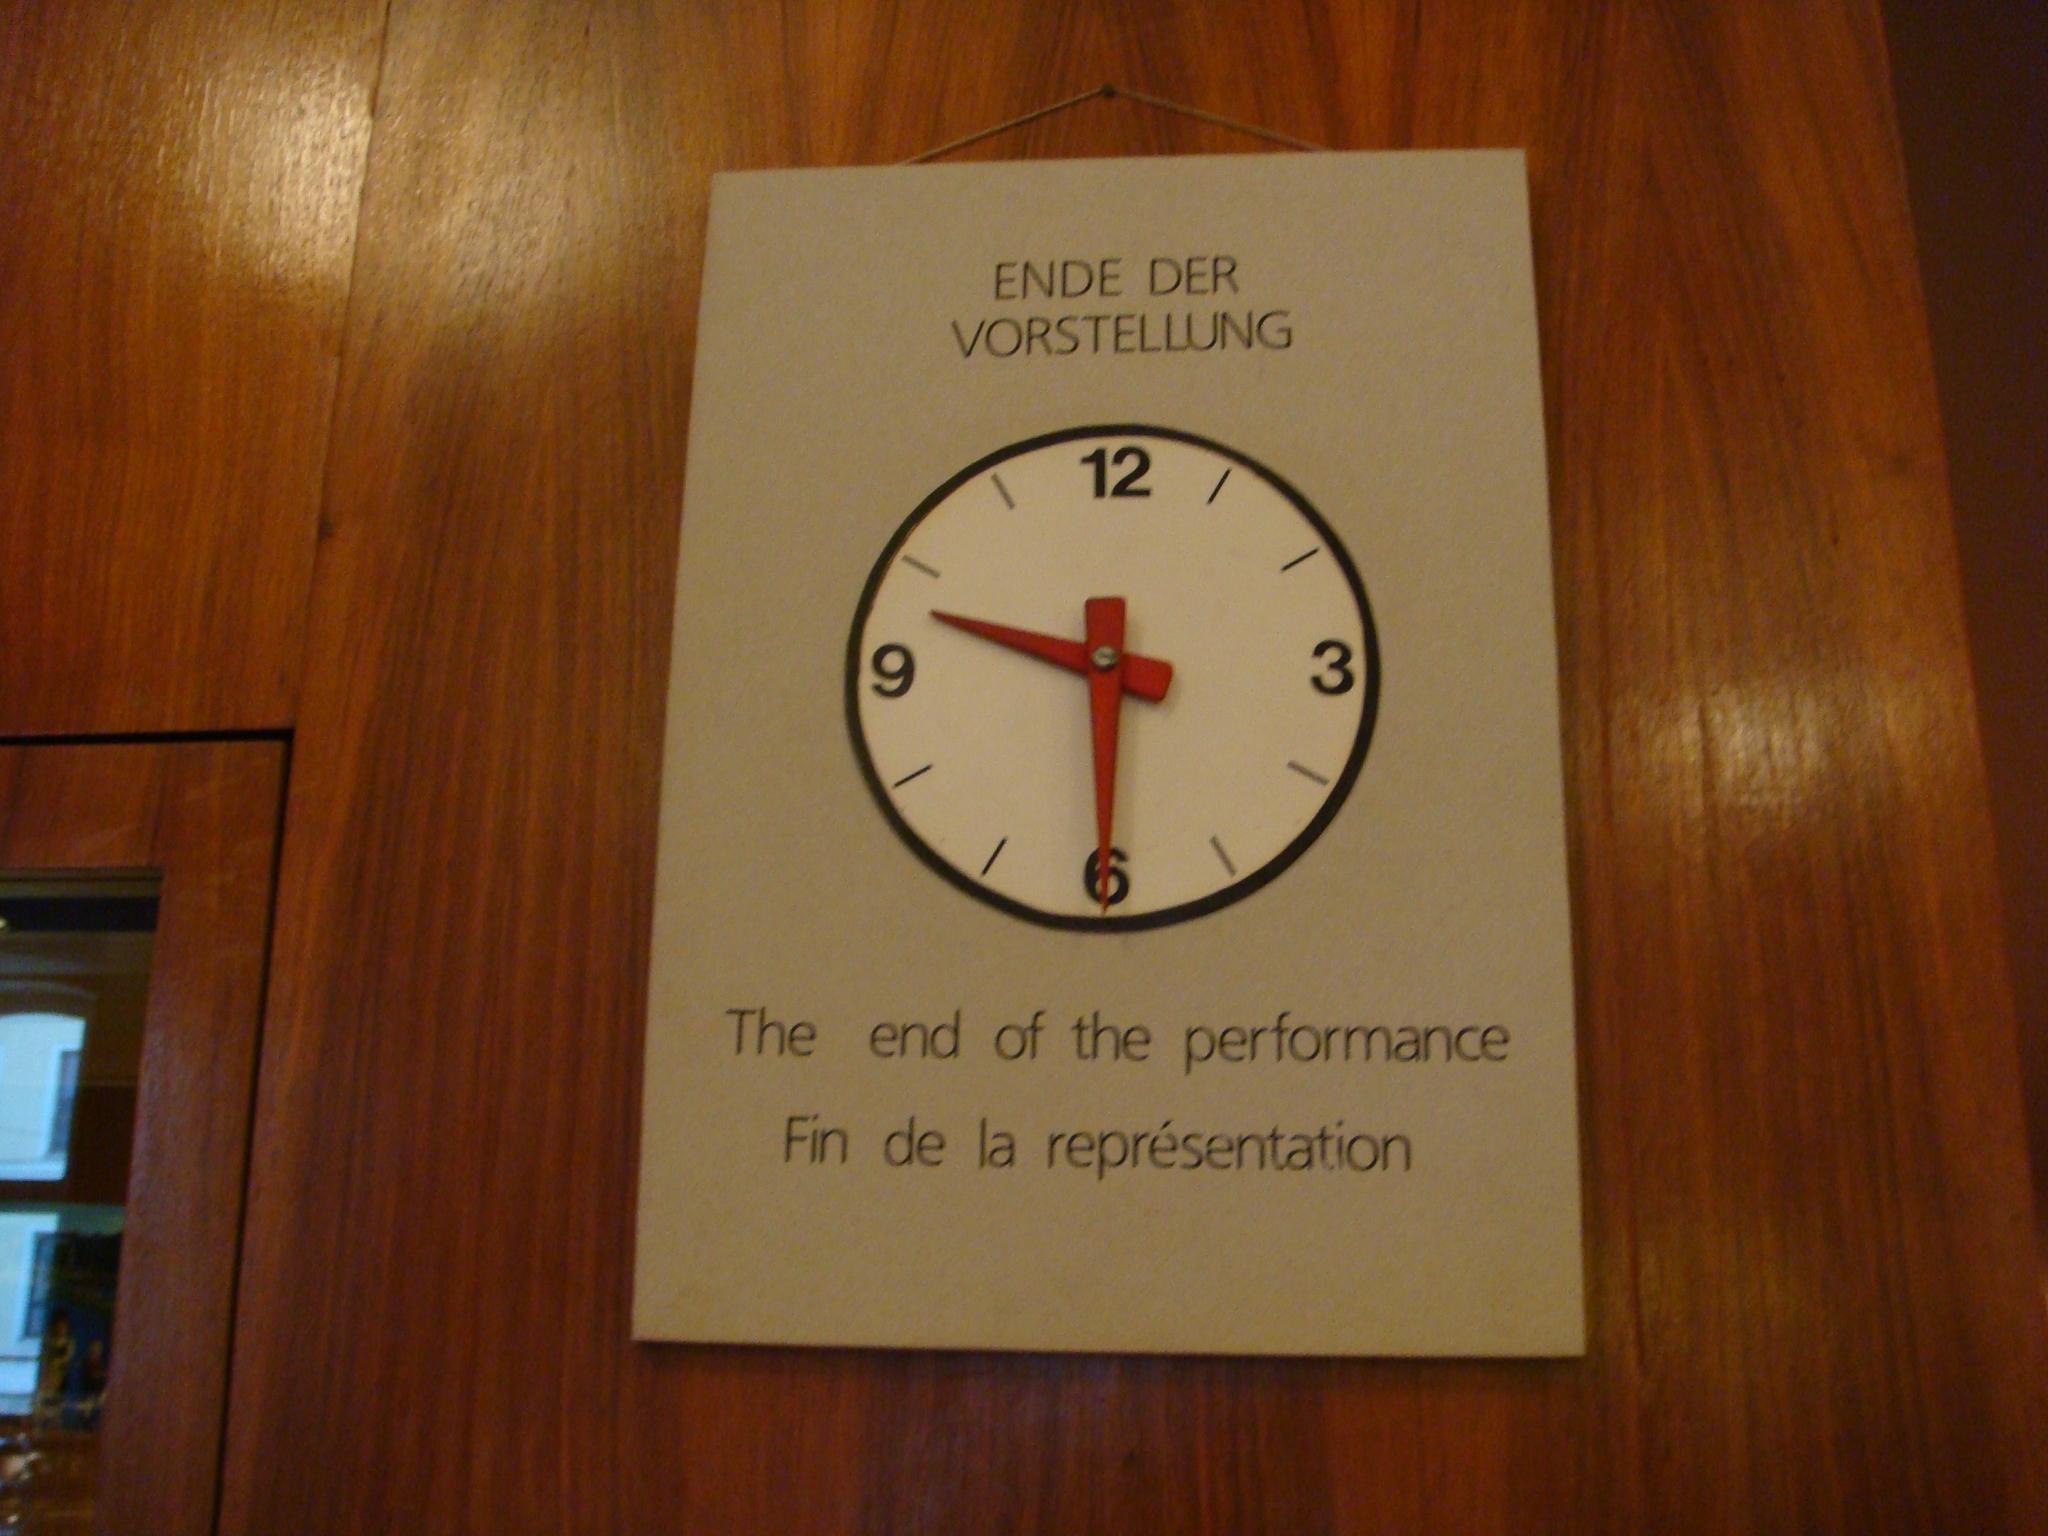 ENDE DER
VORSTELLUNG
12
9 3
6
The end of the performance
Fin de la représentation